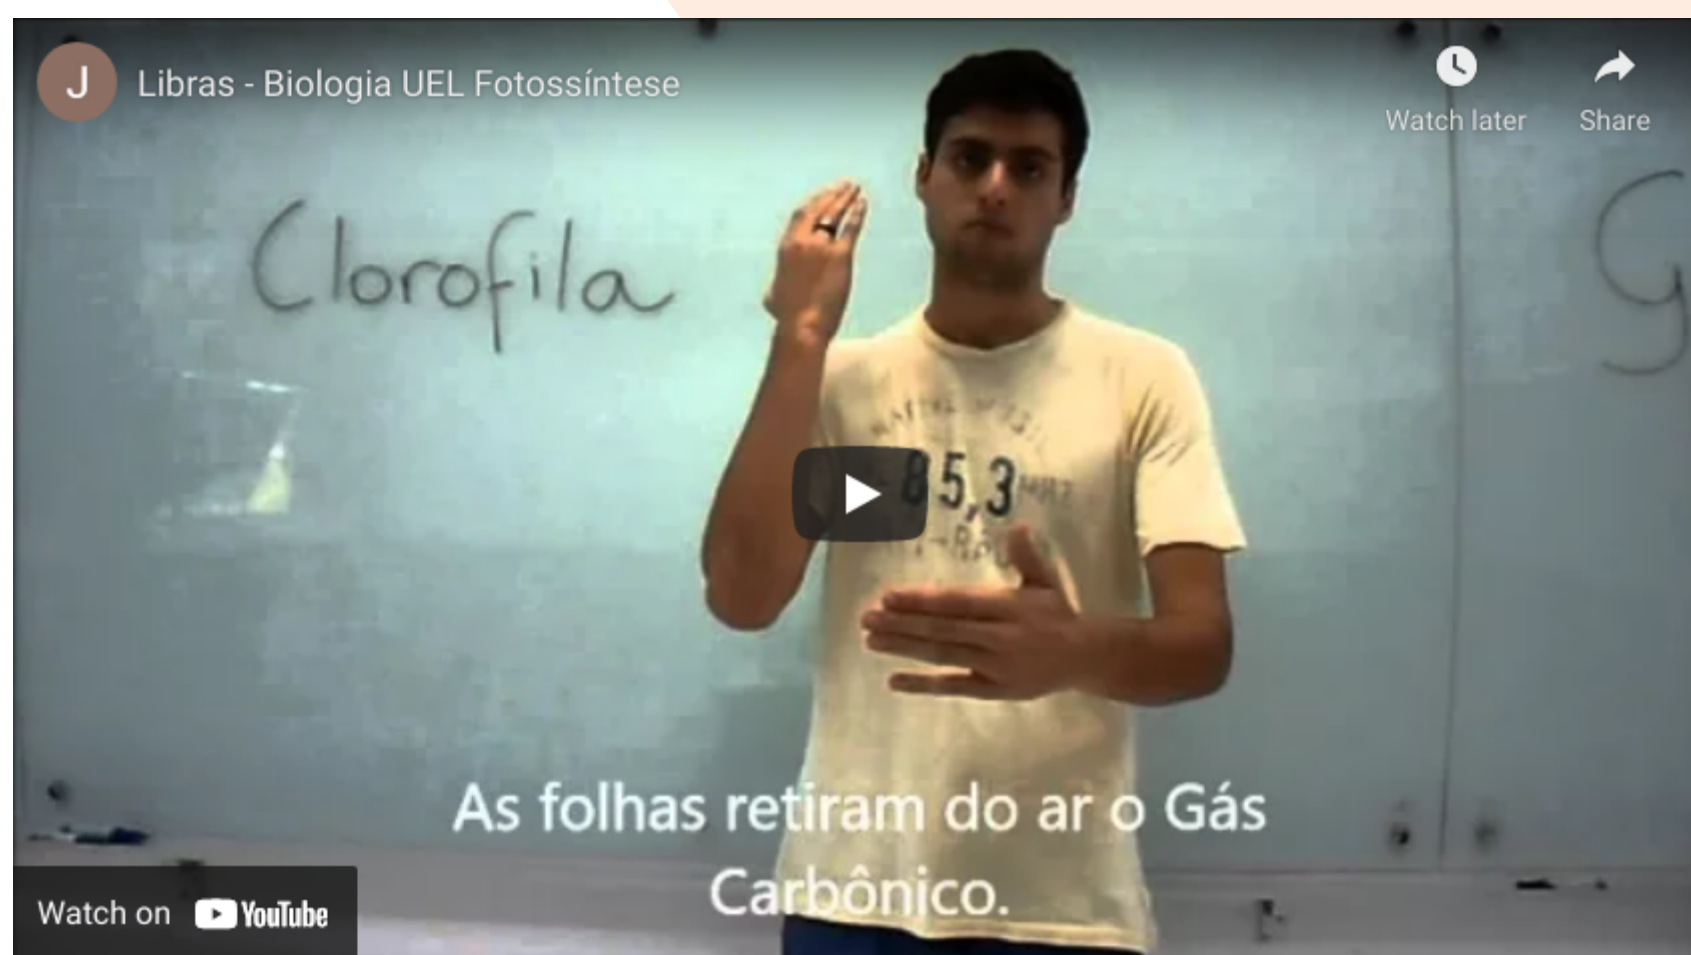 J
Libras - Biologia UEL Fotossíntese
Watch later
Share
Clorofila
G
85,3
As folhas retiram do ar o Gás
Carbônico.
Watch on YouTube